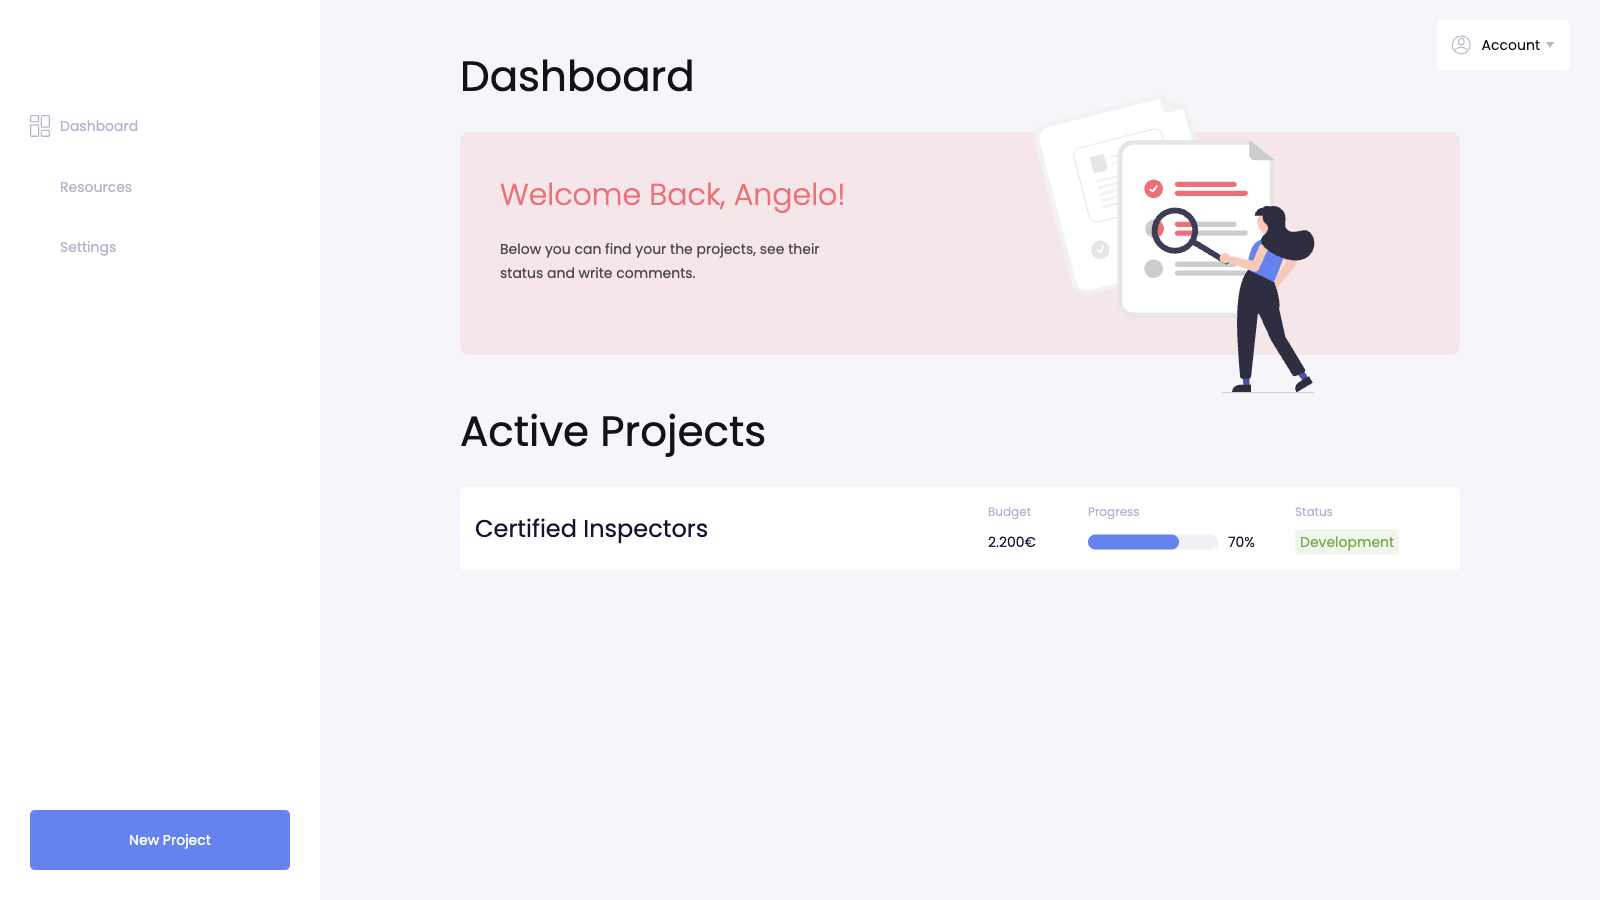 Account
Dashboard
Resources
Settings
New Project
Dashboard
Welcome Back, Angelo!
Below you can find your the projects, see their
status and write comments.
Active Projects
Certified Inspectors
Budget
2.200€
Progress
70%
Status
Development